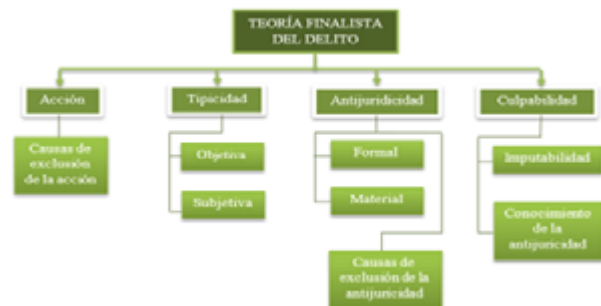 TEORÍA FINALISTA
DEL DELITO
Acción
Tipicidad
Antijuridicidad
Culpabilidad
Causas de
exclusión
de la acción
Objetiva
Subjetiva
Formal
Material
Causas de
exclusión de la
antijuricidad
Imputabilidad
Conocimiento
de la
antijuricidad